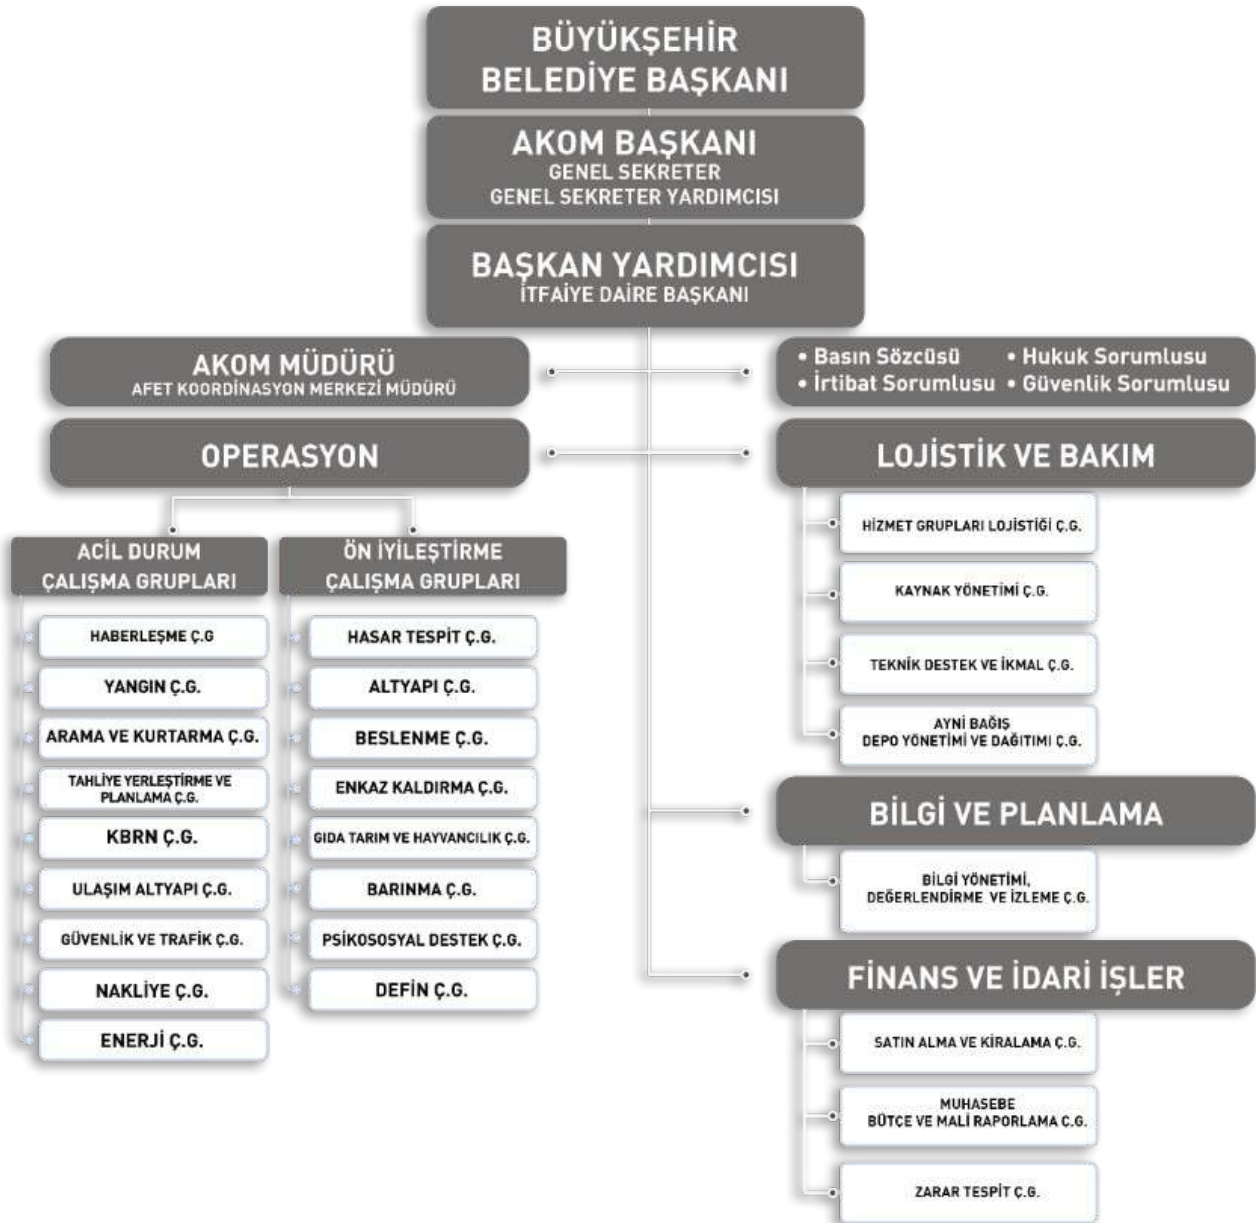 BÜYÜKŞEHİR
BELEDİYE BAŞKANI
AKOM BAŞKANI
GENEL SEKRETER
GENEL SEKRETER YARDIMCISI
BAŞKAN YARDIMCISI
İTFAİYE DAİRE BAŞKANI
AKOM MÜDÜRÜ
AFET KOORDİNASYON MERKEZİ MÜDÜRÜ
• Basın Sözcüsü • Hukuk Sorumlusu
• İrtibat Sorumlusu • Güvenlik Sorumlusu
OPERASYON
ACİL DURUM
ÇALIŞMA GRUPLARI
HABERLEŞME Ç.G
YANGIN Ç.G.
ARAMA VE KURTARMA Ç.G.
TAHLİYE YERLEŞTİRME VE
PLANLAMA Ç.G.
KBRN Ç.G.
ULAŞIM ALTYAPI Ç.G.
GÜVENLİK VE TRAFİK Ç.G.
NAKLİYE Ç.G.
ENERJİ Ç.G.
ÖN İYİLEŞTİRME
ÇALIŞMA GRUPLARI
HASAR TESPİT Ç.G.
ALTYAPI Ç.G.
BESLENME Ç.G.
ENKAZ KALDIRMA Ç.G.
GIDA TARIM VE HAYVANCILIK Ç.G.
BARINMA Ç.G.
PSİKOSOSYAL DESTEK Ç.G.
DEFİN Ç.G.
LOJİSTİK VE BAKIM
HİZMET GRUPLARI LOJİSTİĞİ Ç.G.
KAYNAK YÖNETİMİ Ç.G.
TEKNİK DESTEK VE İKMAL Ç.G.
AYNİ BAĞIŞ
DEPO YÖNETİMİ VE DAĞITIMI Ç.G.
BİLGİ VE PLANLAMA
BİLGİ YÖNETİMİ,
DEĞERLENDİRME VE İZLEME Ç.G.
FİNANS VE İDARİ İŞLER
SATIN ALMA VE KİRALAMA Ç.G.
MUHASEBE
BÜTÇE VE MALİ RAPORLAMA Ç.G.
ZARAR TESPİT Ç.G.